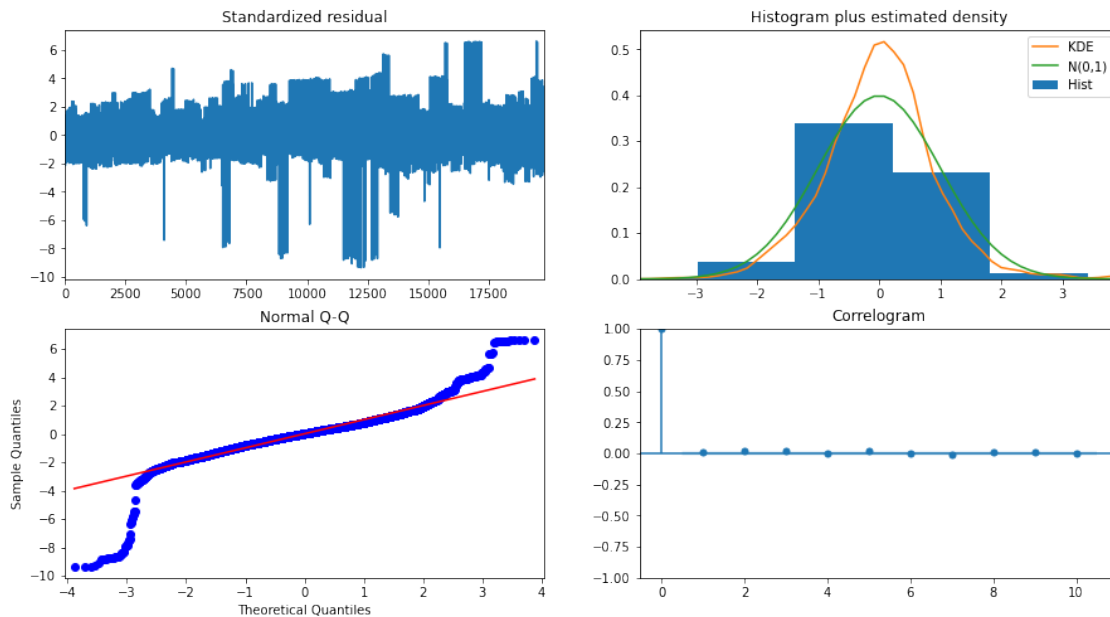 Standardized residual
6
4
2
0
−2
−4
−6
−8
−10
0 2500 5000 7500 10000 12500 15000 17500
Histogram plus estimated density
KDE
N(0,1)
Hist
0.5
0.4
0.3
0.2
0.1
0.0
−3 −2 −1 0 1 2 3
Normal Q-Q
Sample Quantiles
6
4
2
0
−2
−4
−6
−8
−10
−4 −3 −2 −1 0 1 2 3 4
Theoretical Quantiles
Correlogram
1.00
0.75
0.50
0.25
0.00
−0.25
−0.50
−0.75
−1.00
0 2 4 6 8 10